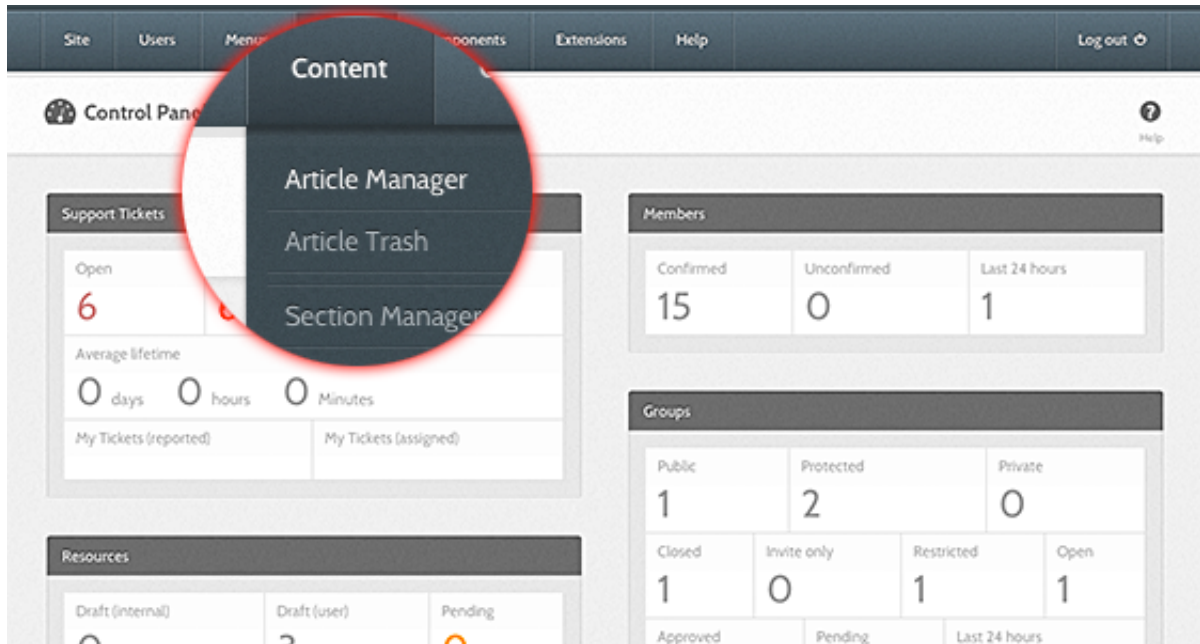 Site Users Menu Content ponents Extensions Help Log out
Control Pane
Help
Article Manager
Article Trash
Section Manager
Support Tickets
Open
6
Average lifetime
0 days 0 hours 0 Minutes
My Tickets (reported) My Tickets (assigned)
Resources
Draft (internal) Draft (user) Pending
Members
Confirmed Unconfirmed Last 24 hours
15 0 1
Groups
Public Protected Private
1 2 0
Closed Invite only Restricted Open
1 0 1 1
Approved Pending Last 24 hours